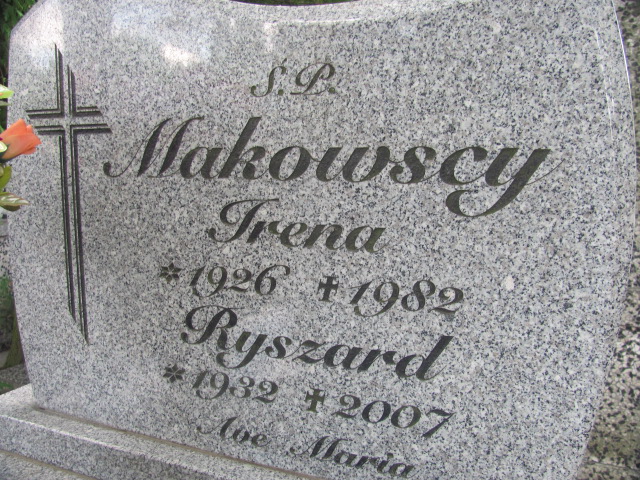 Ś.P.
Makowscy
Irena
*1926 ✝1982
Ryszard
*1932 ✝2007
Ave Maria